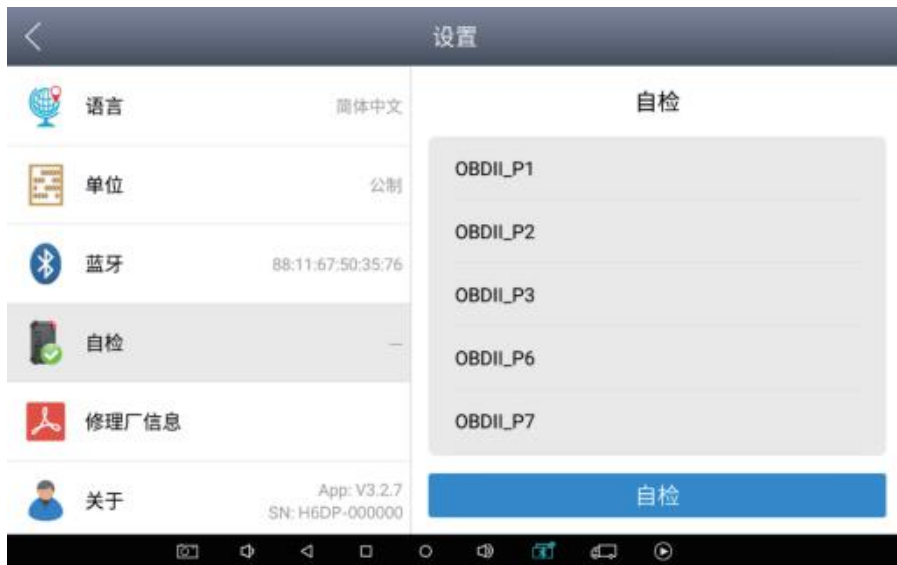 设置
语言
简体中文
单位
公制
蓝牙
88:11:67:50:35:76
自检
--
修理厂信息
关于
App: V3.2.7
SN: H6DP-000000
自检
OBDII_P1
OBDII_P2
OBDII_P3
OBDII_P6
OBDII_P7
自检